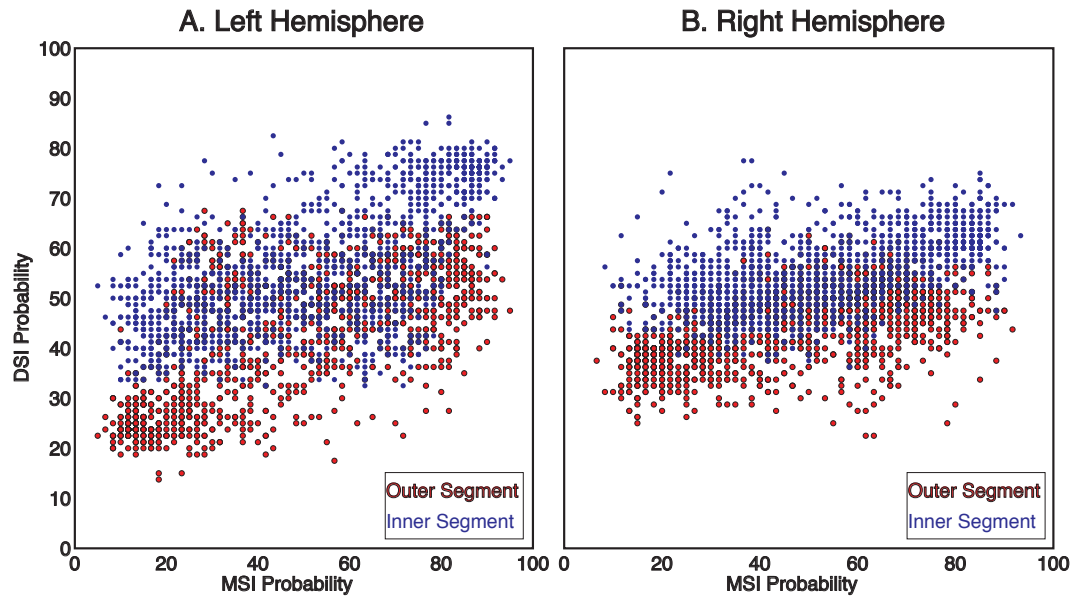 A. Left Hemisphere
B. Right Hemisphere
100
90
80
70
60
50
40
30
20
10
0
DSI Probability
Outer Segment
Inner Segment
Outer Segment
Inner Segment
0 20 40 60 80 100
0 20 40 60 80 100
MSI Probability
MSI Probability